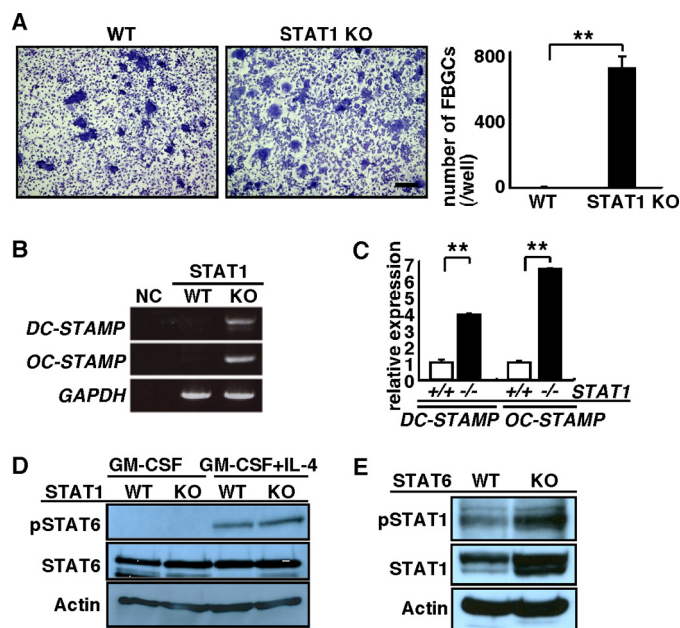 A
WT
STAT1 KO
number of FBGCs
(/well)
800
400
0
**
WT
STAT1 KO
B
STAT1
NC
WT
KO
DC-STAMP
OC-STAMP
GAPDH
C
relative expression
7
6
5
4
3
2
1
0
**
**
+/+
-/-
+/+
-/-
STAT1
DC-STAMP
OC-STAMP
D
GM-CSF
GM-CSF+IL-4
STAT1
WT
KO
WT
KO
pSTAT6
STAT6
Actin
E
STAT6
WT
KO
pSTAT1
STAT1
Actin